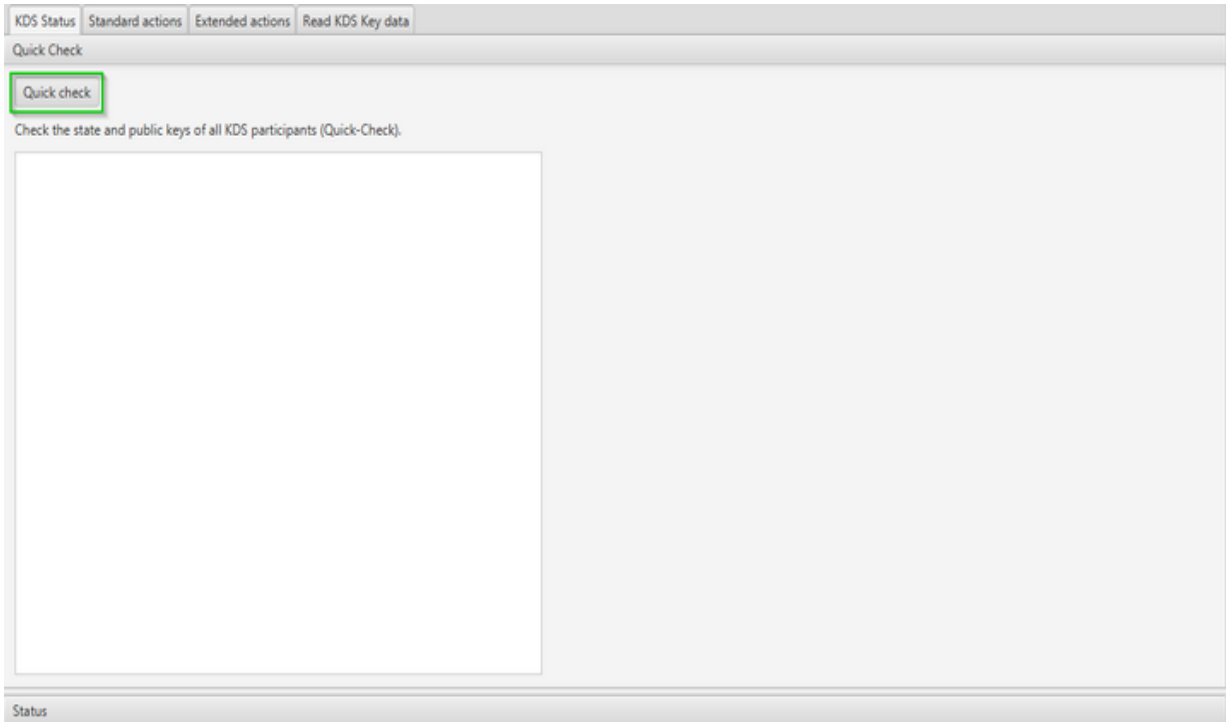 KDS Status Standard actions Extended actions Read KDS Key data
Quick Check
Quick check
Check the state and public keys of all KDS participants (Quick-Check).
Status